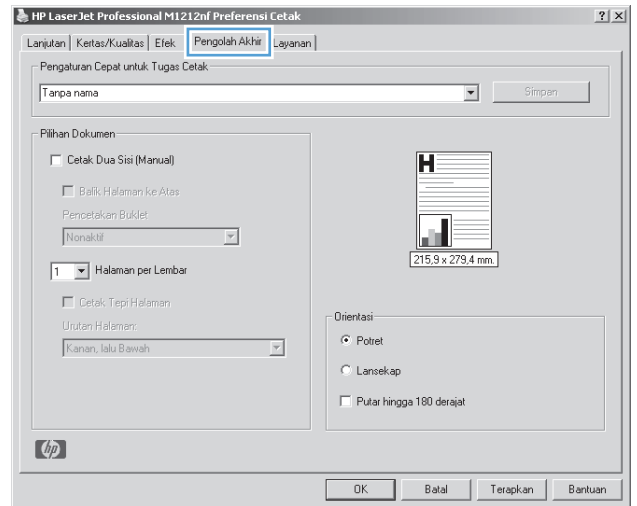 HP LaserJet Professional M1212nf Preferensi Cetak
Lanjutan Kertas/Kualitas Efek Pengolah Akhir Layanan
Pengaturan Cepat untuk Tugas Cetak
Tanpa nama Simpan
Pilihan Dokumen
Cetak Dua Sisi (Manual)
Balik Halaman ke Atas
Pencetakan Buklet
Nonaktif
1 Halaman per Lembar
Cetak Tepi Halaman
Urutan Halaman:
Kanan, lalu Bawah
H
215,9 x 279,4 mm.
Orientasi
Potret
Lansekap
Putar hingga 180 derajat
hp
OK Batal Terapkan Bantuan